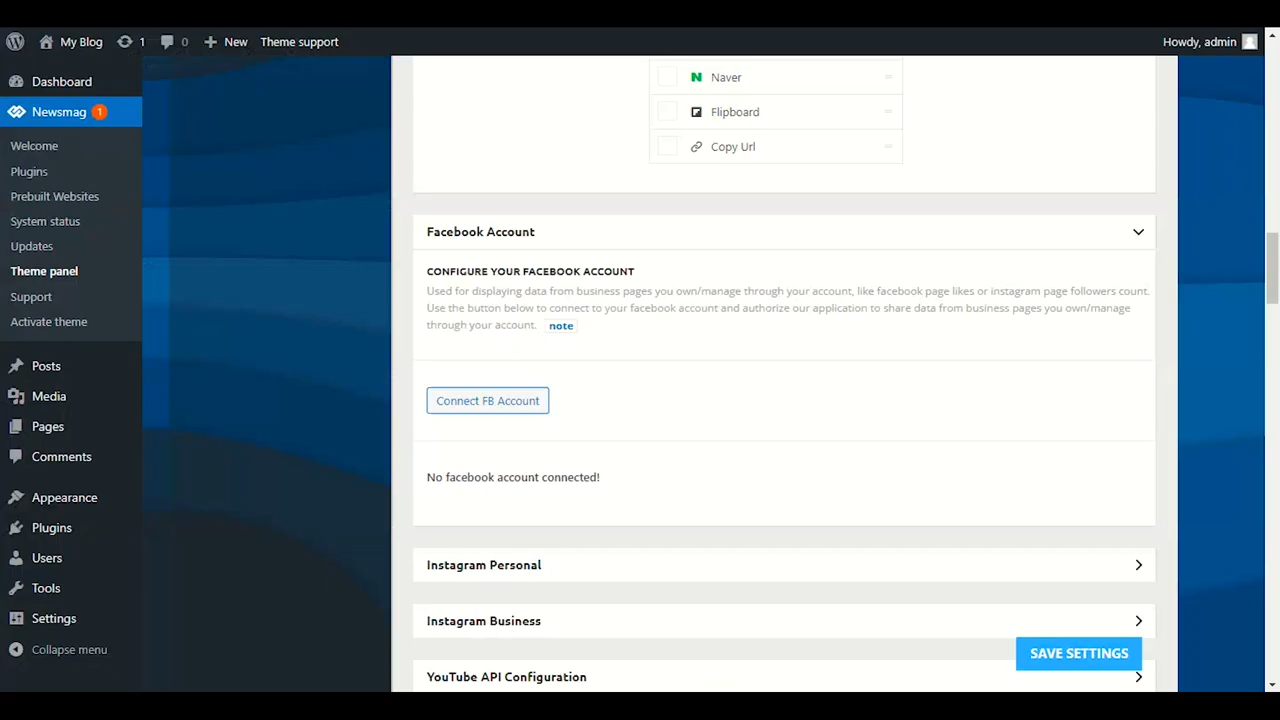 My Blog
1
0
New
Theme support
Howdy, admin
Dashboard
Newsmag 1
Welcome
Plugins
Prebuilt Websites
System status
Updates
Theme panel
Support
Activate theme
Posts
Media
Pages
Comments
Appearance
Plugins
Users
Tools
Settings
Collapse menu
Naver
Flipboard
Copy Url
Facebook Account
CONFIGURE YOUR FACEBOOK ACCOUNT
Used for displaying data from business pages you own/manage through your account, like facebook page likes or instagram page followers count.
Use the button below to connect to your facebook account and authorize our application to share data from business pages you own/manage
through your account. note
Connect FB Account
No facebook account connected!
Instagram Personal
Instagram Business
SAVE SETTINGS
YouTube API Configuration